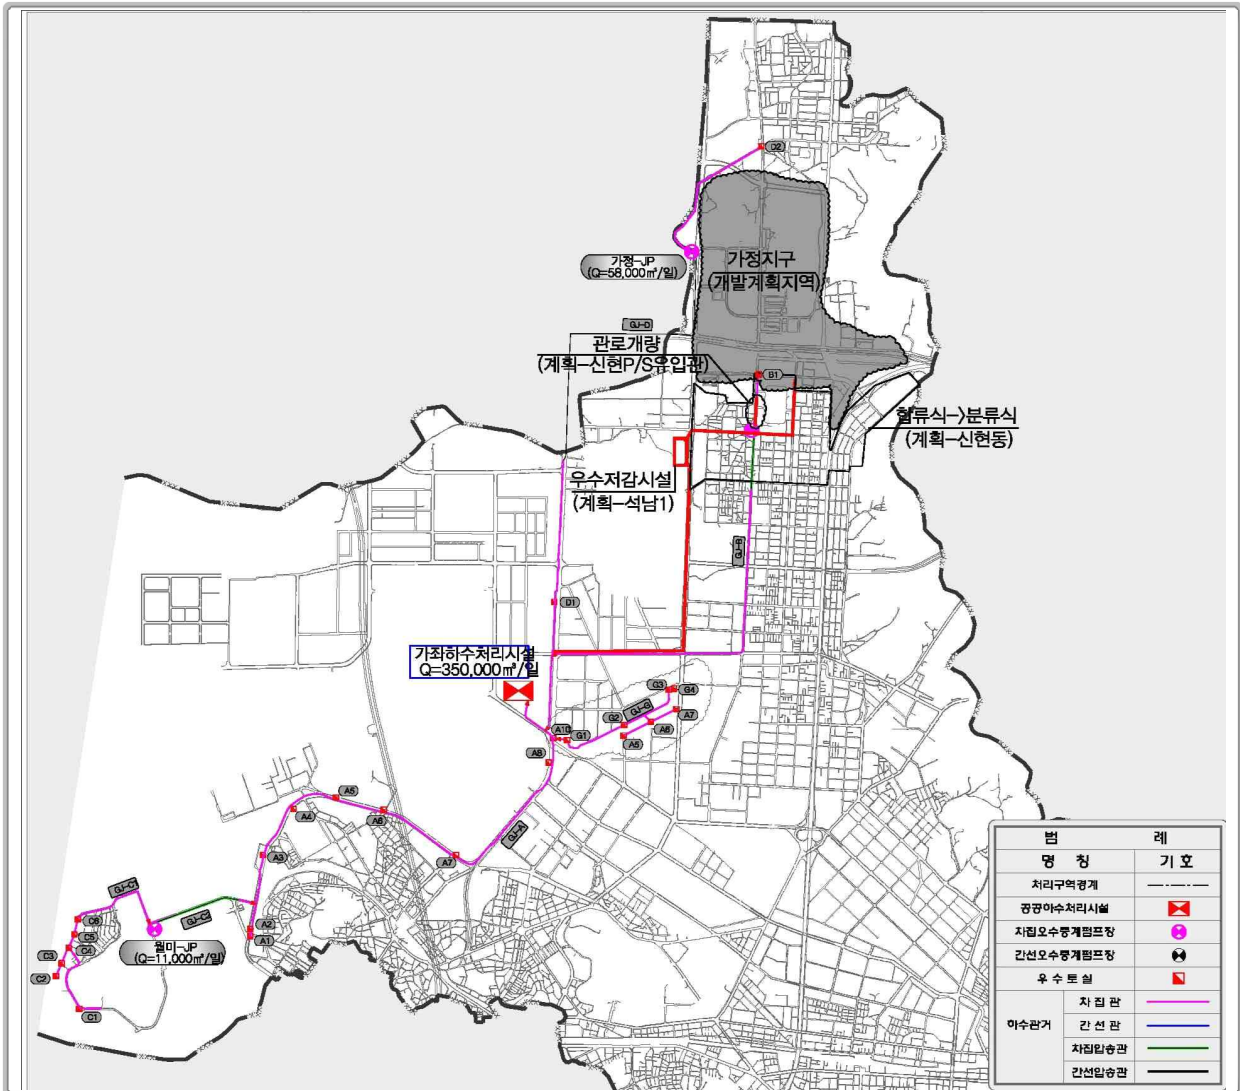 D2
가정-JP
(Q=58,000㎥/일)
가정지구
(개발계획지역)
GJ-D
관로개량
(계획-신현P/S유입관)
B1
합류식->분류식
(계획-신현동)
우수저감시설
(계획-석남1)
GJ-B
D1
가좌하수처리시설
Q=350,000㎥/일
G3
G4
GJ-G
G2
A7
A6
A5
A10
G1
A8
A5
A4
A6
GJ-A
A3
A7
GJ-C1
GJ-C2
C6
A2
C5
A1
C4
월미-JP
(Q=11,000㎥/일)
C3
C2
C1
범 례
명 칭 기 호
처리구역경계
공공하수처리시설
차집오수중계펌프장
간선오수중계펌프장
우 수 토 실
하수관거
차 집 관
간 선 관
차집압송관
간선압송관